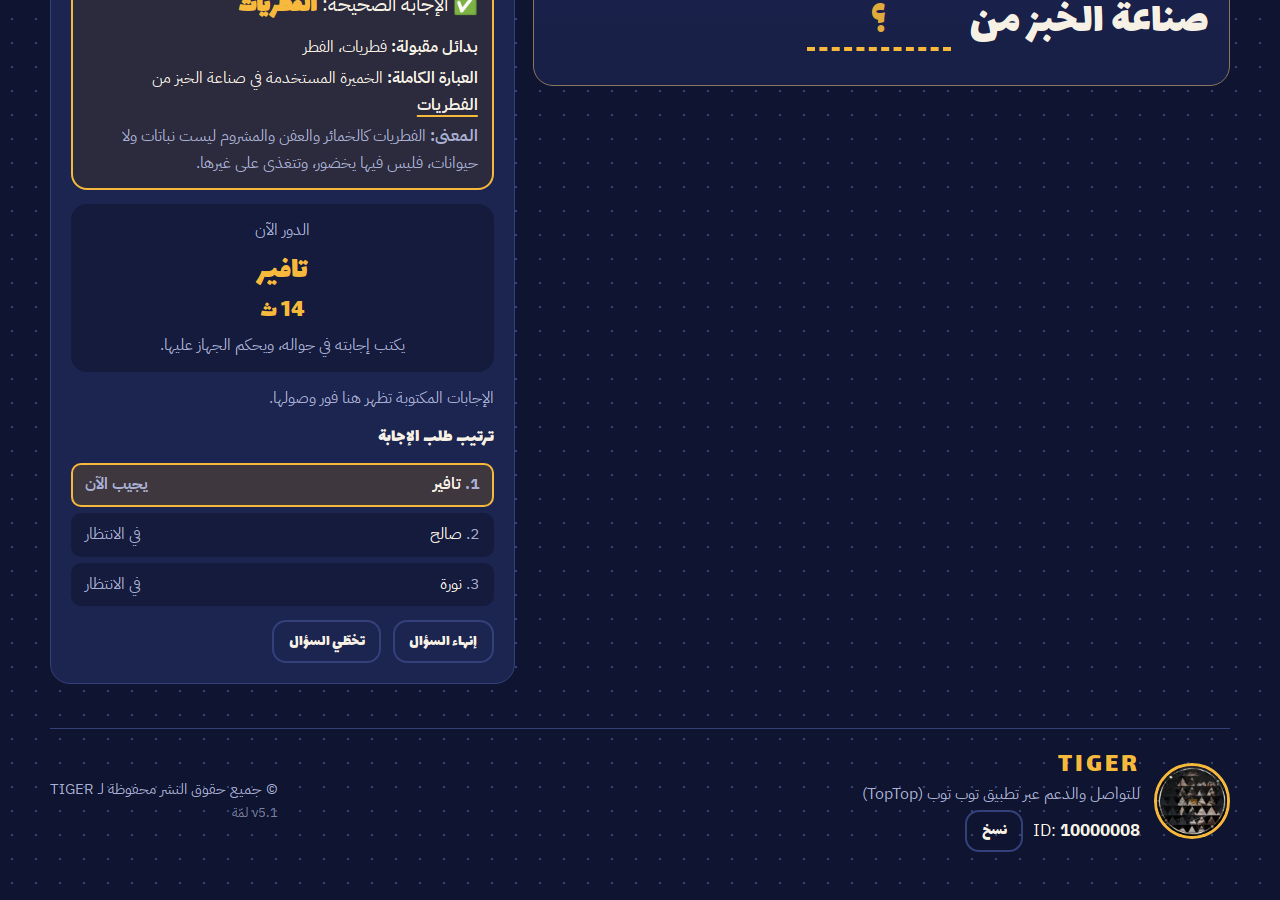 صناعة الخبز من ؟
✅ الإجابة الصحيحة: الفطريات
بدائل مقبولة: فطريات، الفطر
العبارة الكاملة: الخميرة المستخدمة في صناعة الخبز من
الفطريات
المعنى: الفطريات كالخمائر والعفن والمشروم ليست نباتات ولا
حيوانات، فليس فيها يخضور، وتتغذى على غيرها.
الدور الآن
تافير
14 ث
يكتب إجابته في جواله، ويحكم الجهاز عليها.
الإجابات المكتوبة تظهر هنا فور وصولها.
ترتيب طلب الإجابة
1. تافير يجيب الآن
2. صالح في الانتظار
3. نورة في الانتظار
إنهاء السؤال تخطّي السؤال
TIGER
للتواصل والدعم عبر تطبيق توب توب (TopTop)
ID: 10000008 نسخ
© جميع حقوق النشر محفوظة لـ TIGER
لمّة v5.1